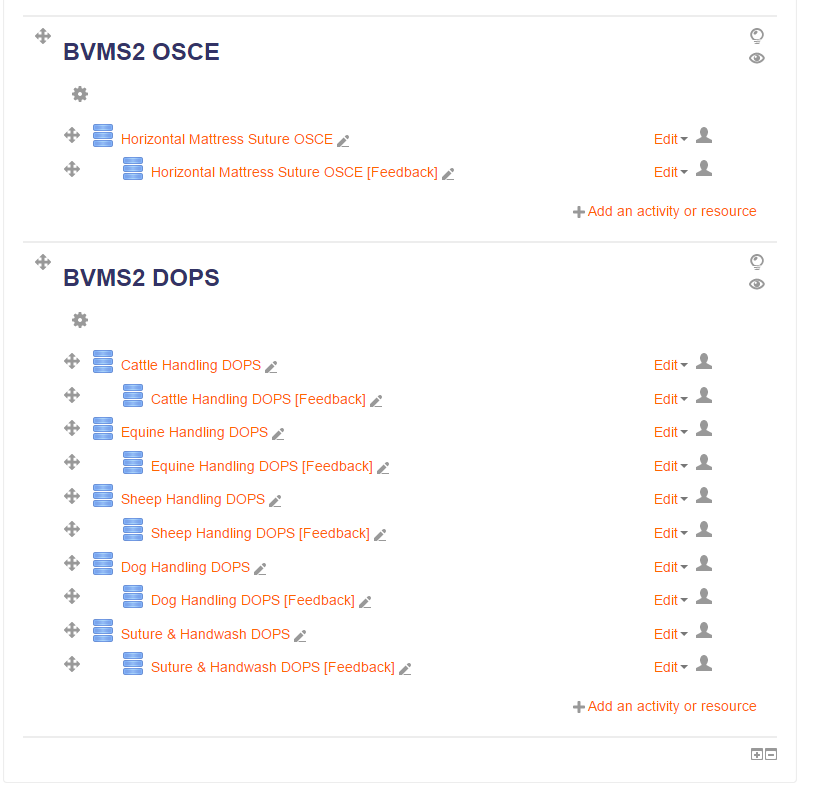 BVMS2 OSCE
Horizontal Mattress Suture OSCE Edit
Horizontal Mattress Suture OSCE [Feedback] Edit
Add an activity or resource
BVMS2 DOPS
Cattle Handling DOPS Edit
Cattle Handling DOPS [Feedback] Edit
Equine Handling DOPS Edit
Equine Handling DOPS [Feedback] Edit
Sheep Handling DOPS Edit
Sheep Handling DOPS [Feedback] Edit
Dog Handling DOPS Edit
Dog Handling DOPS [Feedback] Edit
Suture & Handwash DOPS Edit
Suture & Handwash DOPS [Feedback] Edit
Add an activity or resource